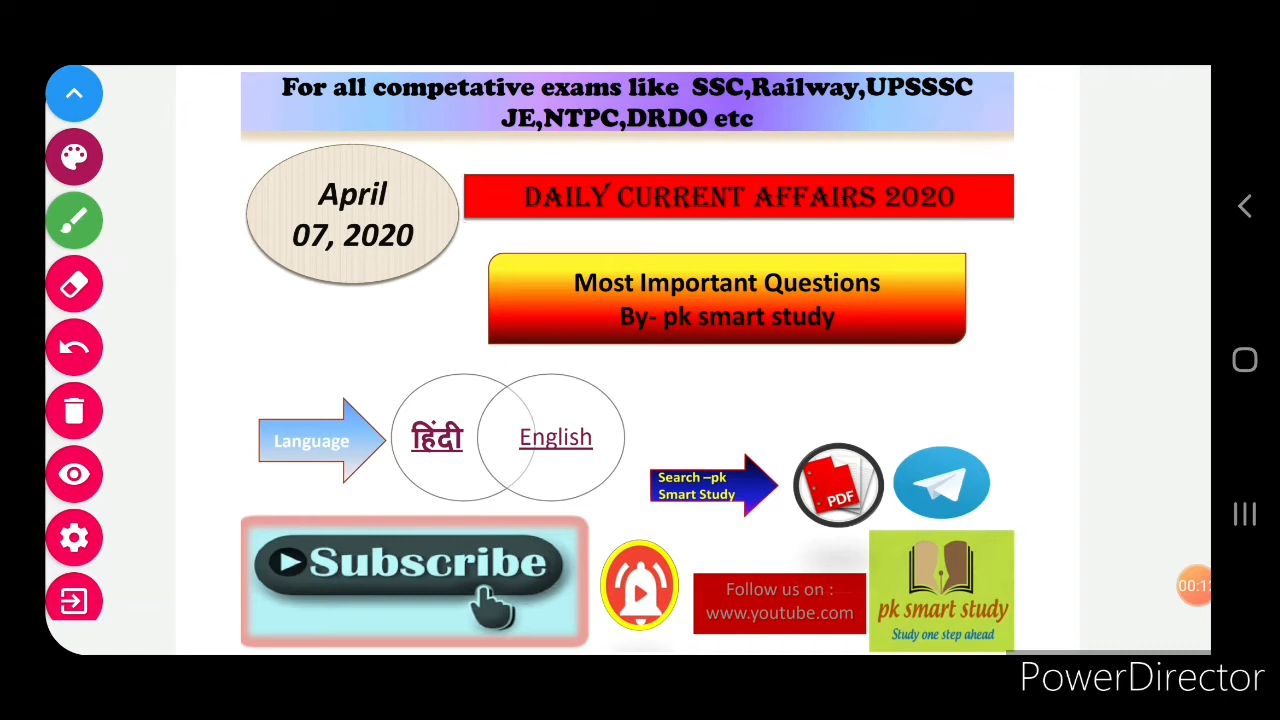 For all competative exams like SSC,Railway,UPSSSC
JE,NTPC,DRDO etc
April
07, 2020
DAILY CURRENT AFFAIRS 2020
Most Important Questions
By- pk smart study
Language
हिंदी
English
Search –pk
Smart Study
PDF
Subscribe
Follow us on :
www.youtube.com
pk smart study
Study one step ahead
PowerDirector